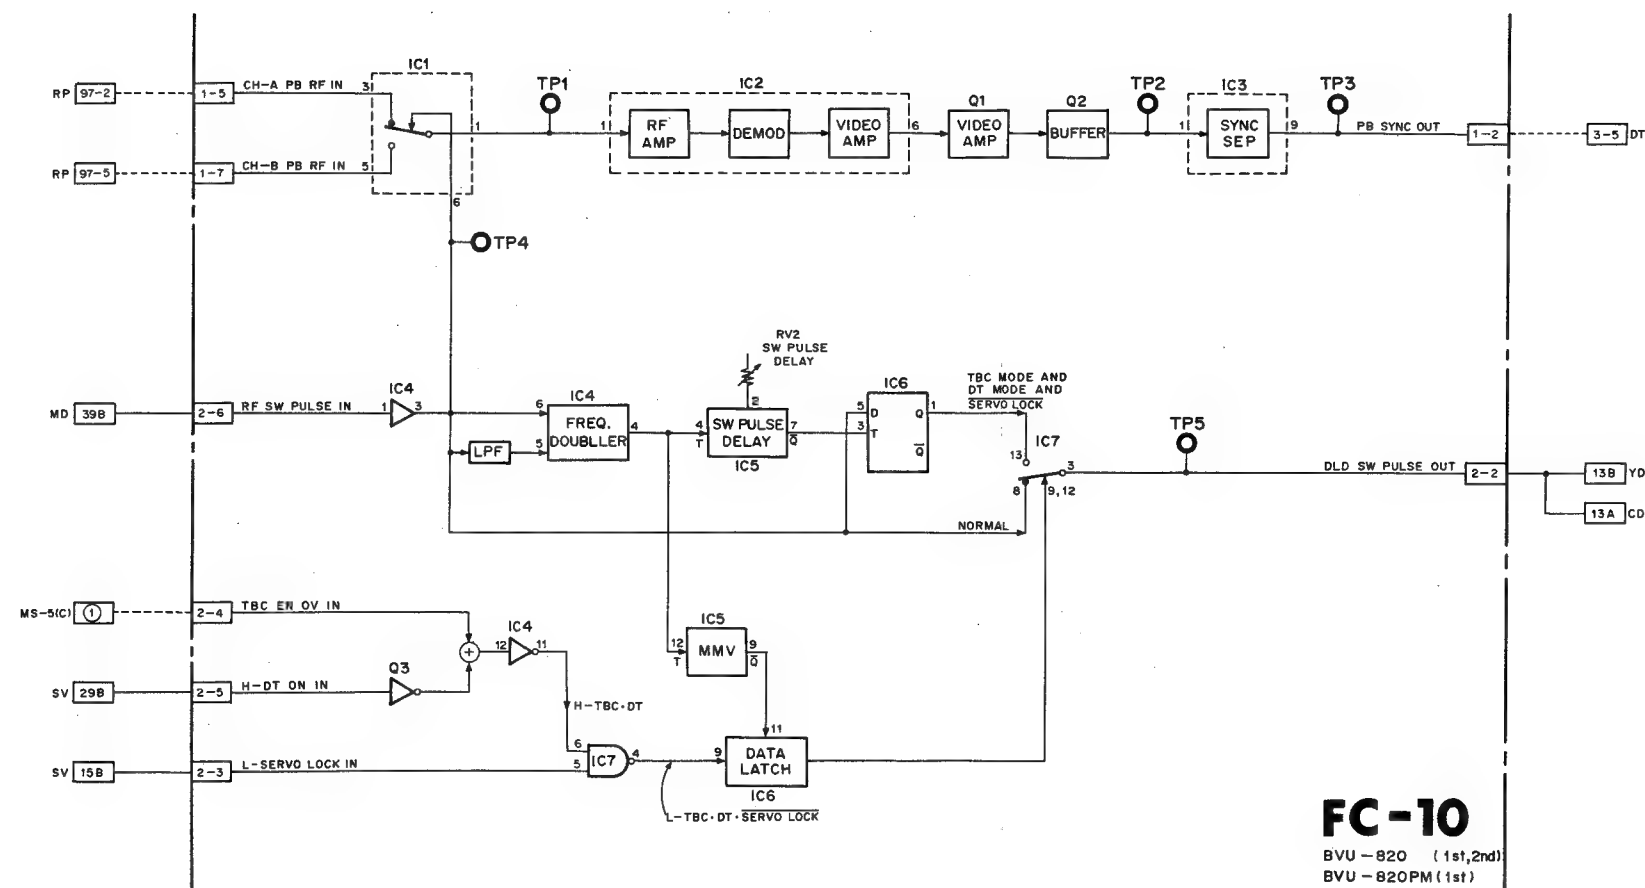 IC1
RP 97-2 1-5 CH-A PB RF IN 3
1
6
RP 97-5 1-7 CH-B PB RF IN 5
TP1
IC2
1 RF AMP DEMOD VIDEO AMP 6
Q1
VIDEO AMP
Q2
BUFFER
TP2
IC3
1 SYNC SEP 9
TP3
PB SYNC OUT 1-2 3-5 DT
TP4
RV2
SW PULSE
DELAY
MD 39B 2-6 RF SW PULSE IN 1 IC4 3
IC4
6 FREQ.
5 DOUBLLER 4
LPF
2
4 T SW PULSE DELAY 7 Q̅
IC5
IC6
5 D Q 1
3 T Q̅
TBC MODE AND
DT MODE AND
S̅E̅R̅V̅O̅ L̅O̅C̅K̅
IC7
13
3
8 9,12
NORMAL
TP5
DLD SW PULSE OUT 2-2 13B YD
13A CD
MS-5(C) ① 2-4 TBC EN OV IN
+
12 IC4 11
SV 29B 2-5 H-DT ON IN
Q3
H-TBC·DT
SV 15B 2-3 L-SERVO LOCK IN
6
5 IC7 4
IC5
12 T MMV 9 Q̅
11
9 DATA LATCH
IC6
L-TBC·DT·S̅E̅R̅V̅O̅ L̅O̅C̅K̅
FC-10
BVU-820 (1st,2nd)
BVU-820PM(1st)